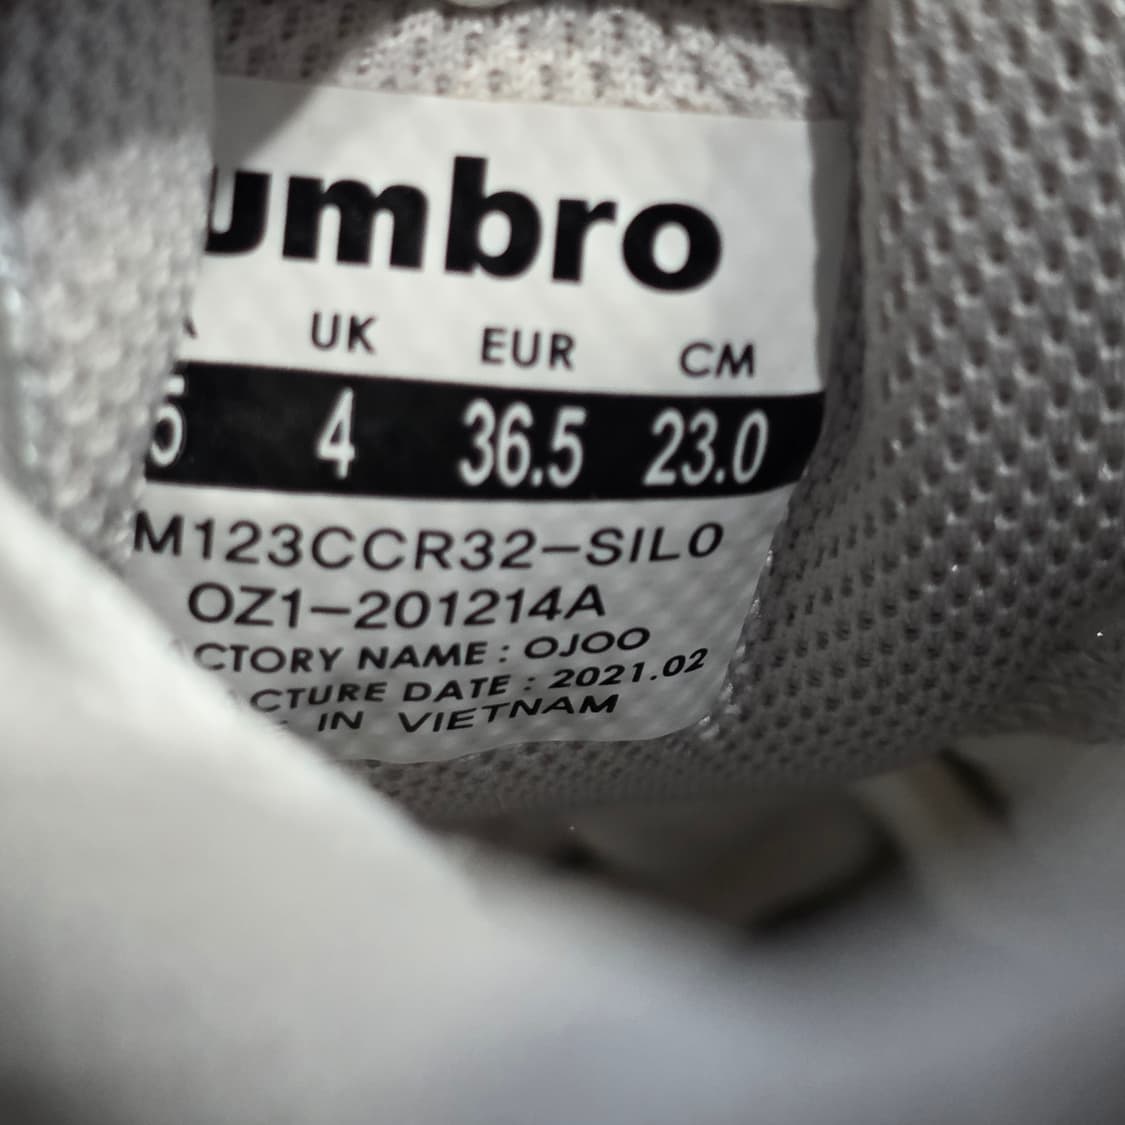 umbro
UK EUR CM
5 4 36.5 23.0
M123CCR32-SIL0
OZ1-201214A
CTORY NAME : OJOO
CTURE DATE : 2021.02
IN VIETNAM